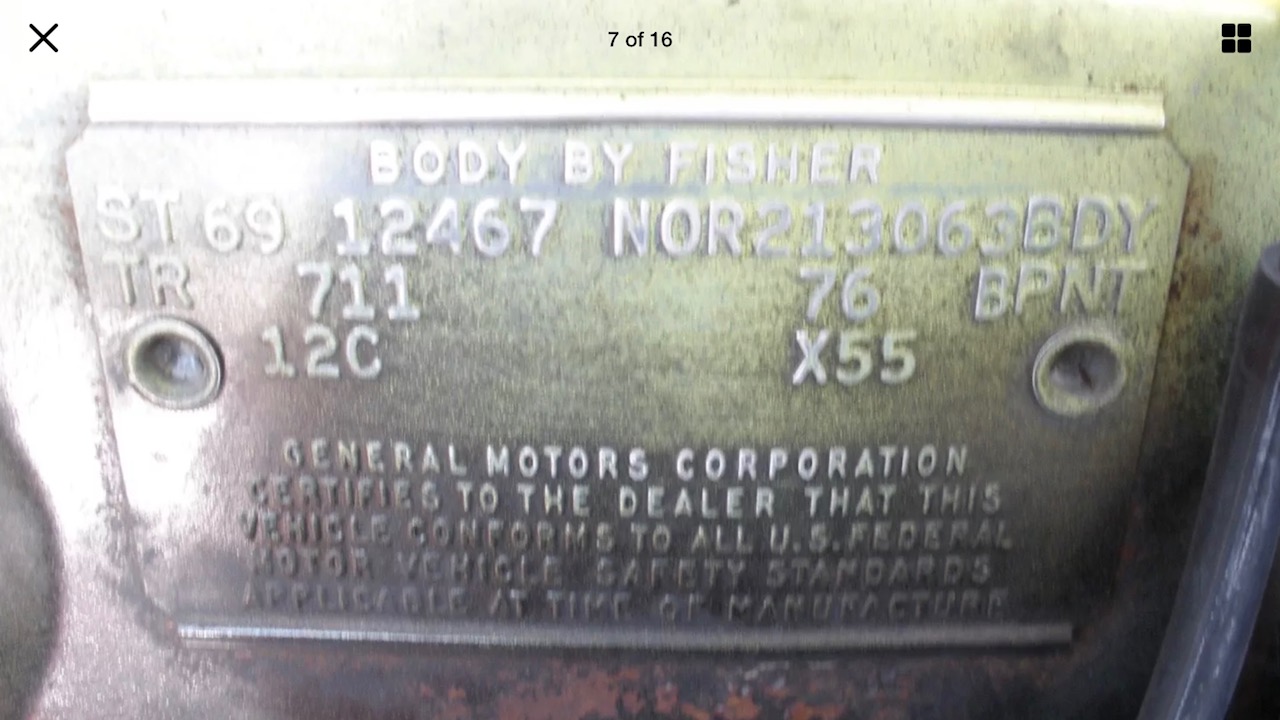 7 of 16
BODY BY FISHER
ST 69 12467 NOR213063BDY
TR 711 76 BPNT
12C X55
GENERAL MOTORS CORPORATION
CERTIFIES TO THE DEALER THAT THIS
VEHICLE CONFORMS TO ALL U.S. FEDERAL
MOTOR VEHICLE SAFETY STANDARDS
APPLICABLE AT TIME OF MANUFACTURE